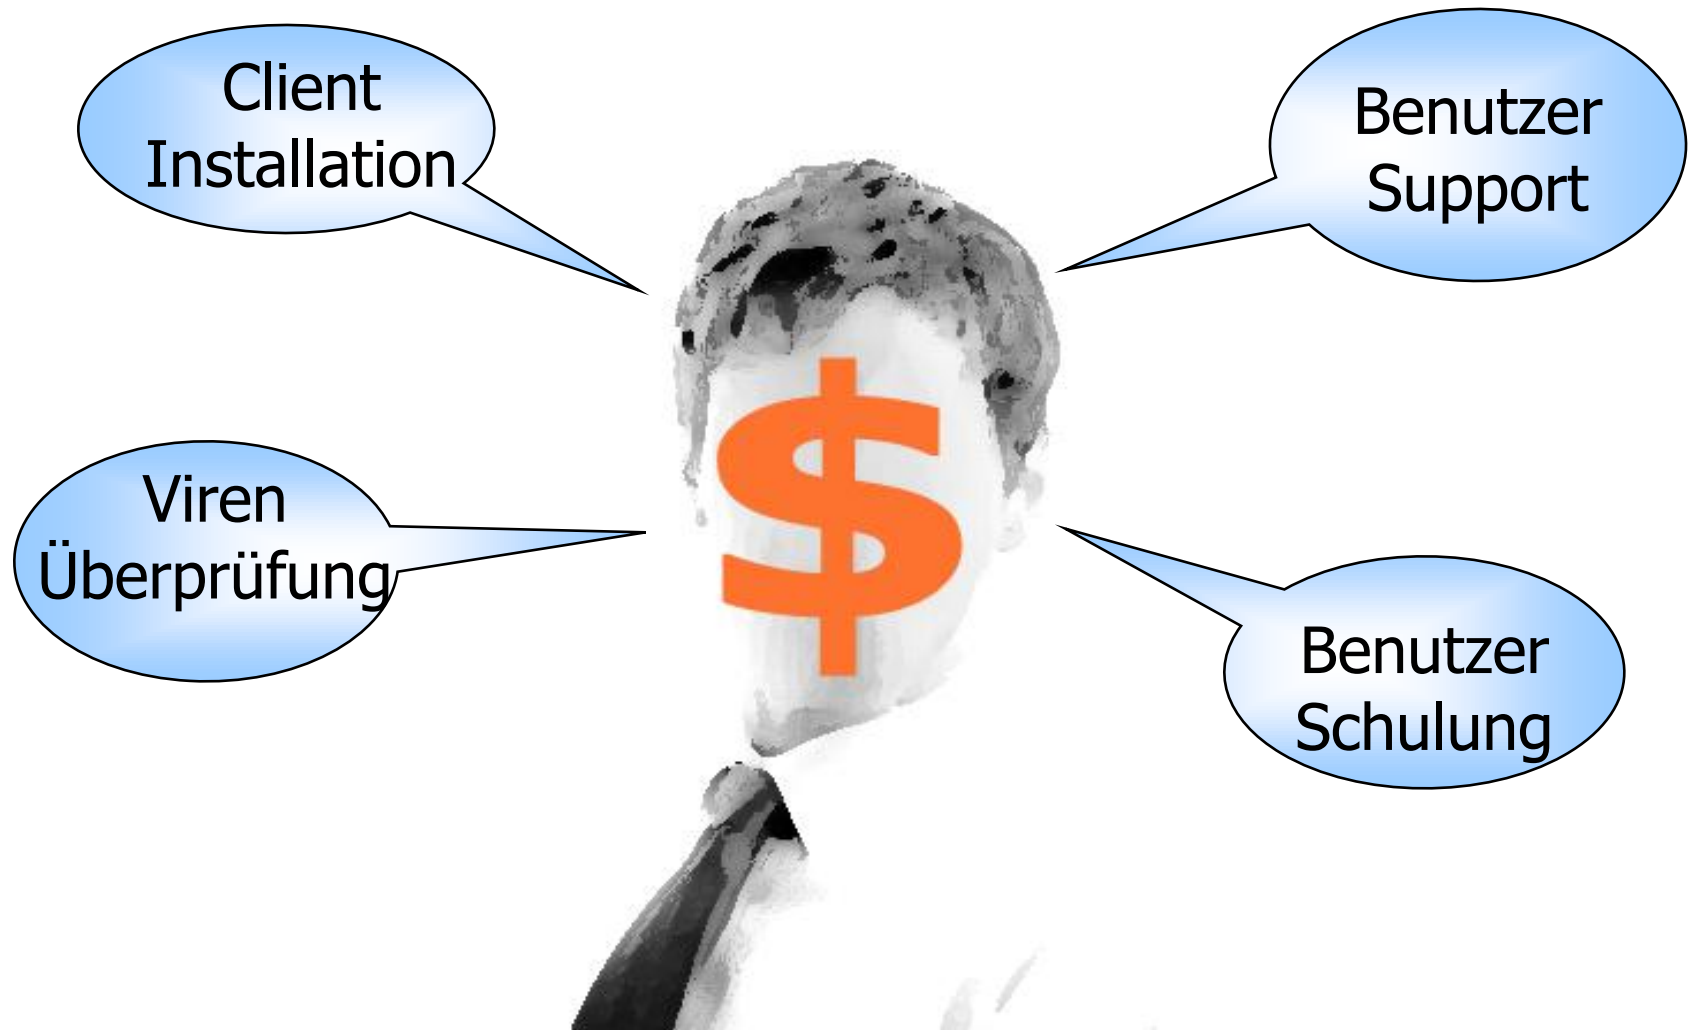 Client
Installation
Benutzer
Support
$
Viren
Überprüfung
Benutzer
Schulung